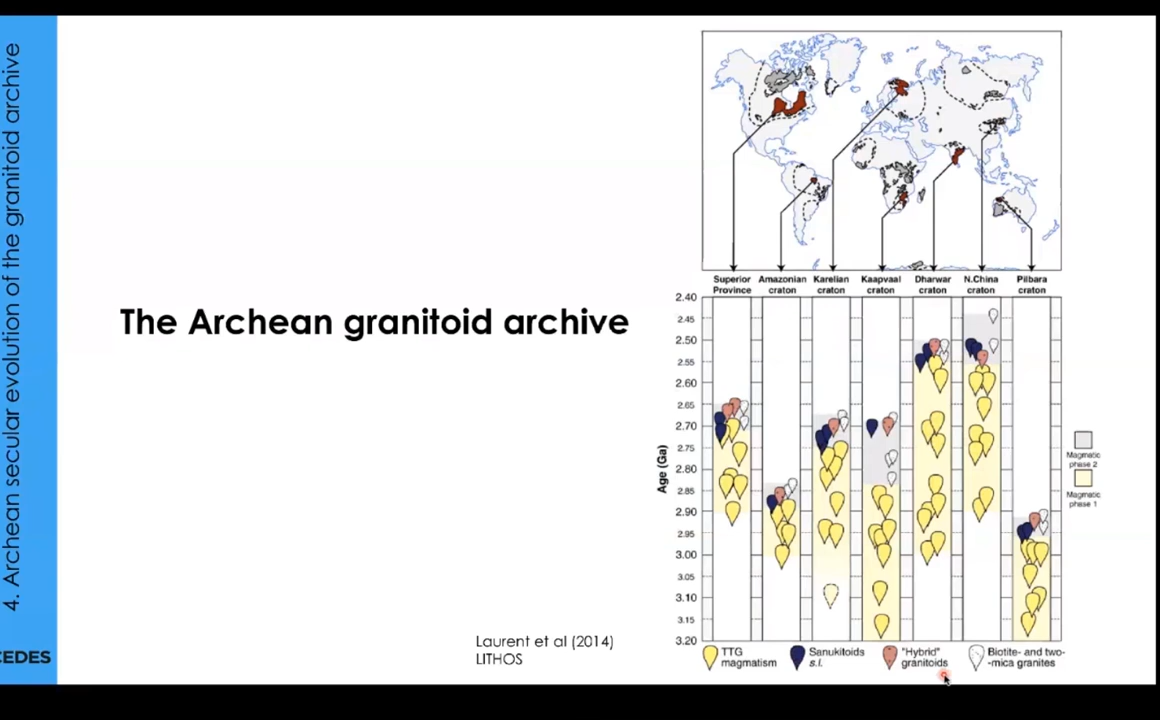 4. Archean secular evolution of the granitoid archive
CEDES
The Archean granitoid archive
Laurent et al (2014)
LITHOS
Superior Province
Amazonian craton
Karelian craton
Kaapvaal craton
Dharwar craton
N.China craton
Pilbara craton
Age (Ga)
2.40
2.45
2.50
2.55
2.60
2.65
2.70
2.75
2.80
2.85
2.90
2.95
3.00
3.05
3.10
3.15
3.20
Magmatic
phase 2
Magmatic
phase 1
TTG
magmatism
Sanukitoids
s.l.
"Hybrid"
granitoids
Biotite- and two-
-mica granites